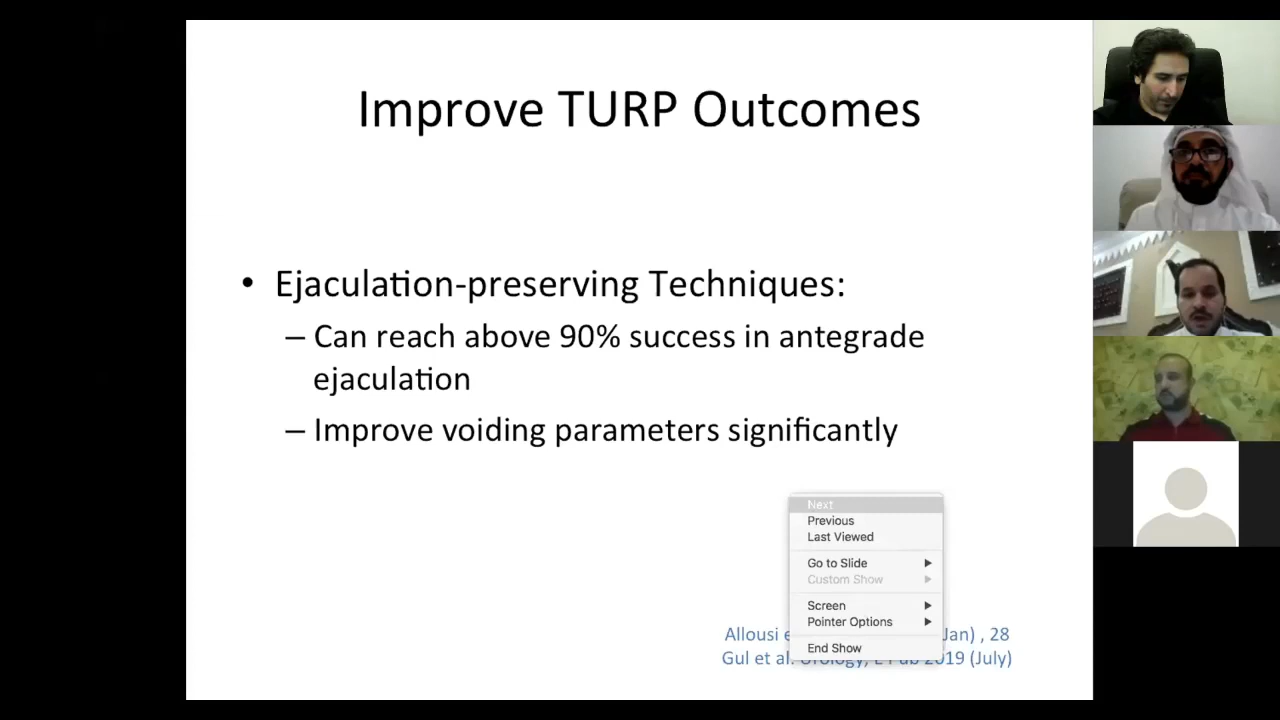 Improve TURP Outcomes
• Ejaculation-preserving Techniques:
– Can reach above 90% success in antegrade
ejaculation
– Improve voiding parameters significantly
Next
Previous
Last Viewed
Go to Slide
Custom Show
Screen
Pointer Options
End Show
Allousi Jan) , 28
Gul et al. Urology, 2019 (July)